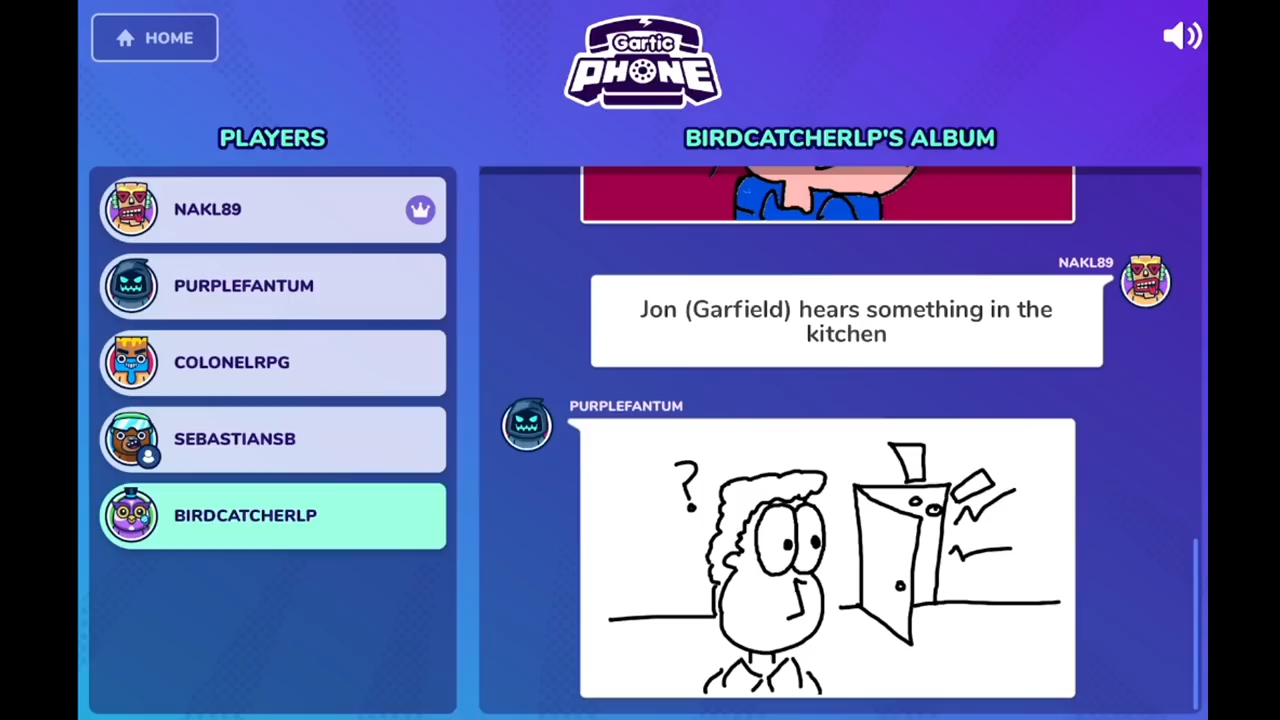 HOME
Gartic
PHONE
PLAYERS
NAKL89
PURPLEFANTUM
COLONELRPG
SEBASTIANSB
BIRDCATCHERLP
BIRDCATCHERLP'S ALBUM
NAKL89
Jon (Garfield) hears something in the
kitchen
PURPLEFANTUM
?